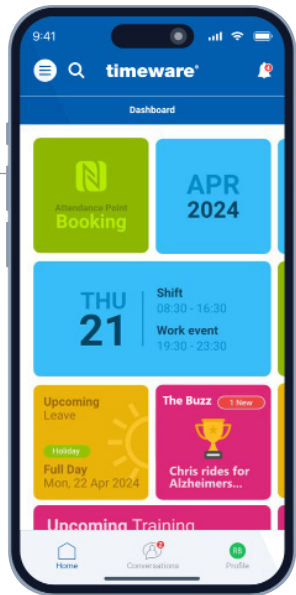 9:41
timeware®
4
Dashboard
Attendance Point
Booking
APR
2024
THU
21
Shift
08:30 - 16:30
Work event
19:30 - 23:30
Upcoming
Leave
Holiday
Full Day
Mon, 22 Apr 2024
The Buzz
1 New
Chris rides for
Alzheimers...
Upcoming Training
Home
2
Conversations
RB
Profile